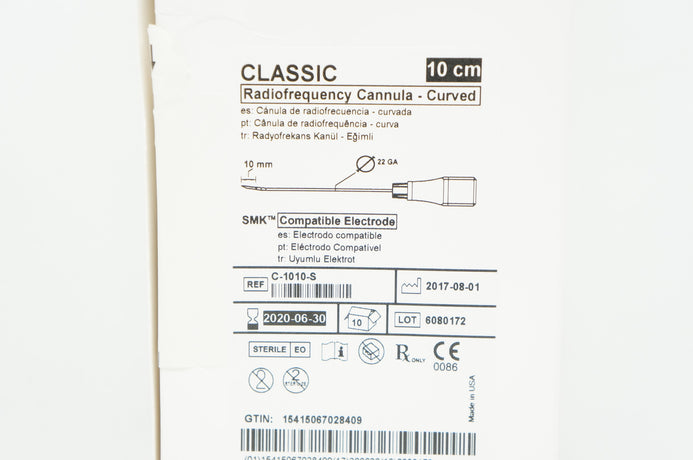 CLASSIC 10 cm
Radiofrequency Cannula - Curved
es: Cánula de radiofrecuencia - curvada
pt: Cânula de radiofrequência - curva
tr: Radyofrekans Kanül - Eğimli
10 mm
22 GA
SMK™ Compatible Electrode
es: Electrodo compatible
pt: Eléctrodo Compatível
tr: Uyumlu Elektrot
REF C-1010-S
2017-08-01
2020-06-30
10
LOT 6080172
STERILE EO
i
R ONLY
CE
0086
2
2
STERILIZE
Made in USA
GTIN: 15415067028409